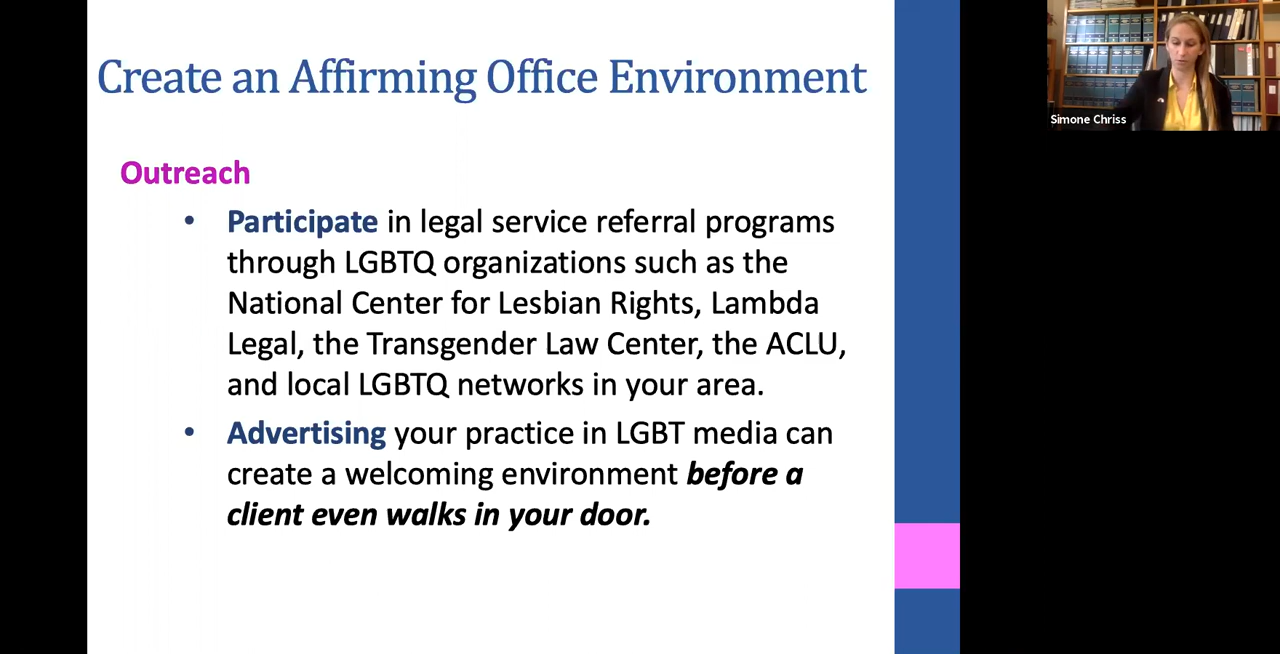 Create an Affirming Office Environment
Simone Chriss
Outreach
• Participate in legal service referral programs
through LGBTQ organizations such as the
National Center for Lesbian Rights, Lambda
Legal, the Transgender Law Center, the ACLU,
and local LGBTQ networks in your area.
• Advertising your practice in LGBT media can
create a welcoming environment before a
client even walks in your door.